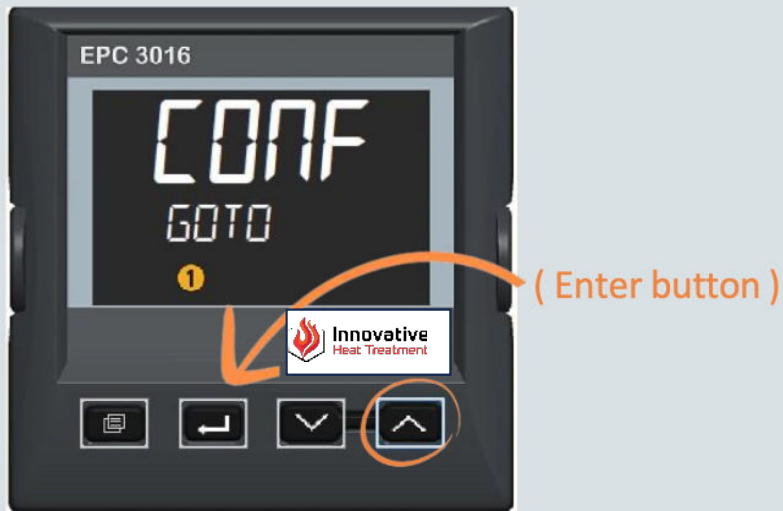 EPC 3016
CONF
GOTO
1
( Enter button )
Innovative
Heat Treatment